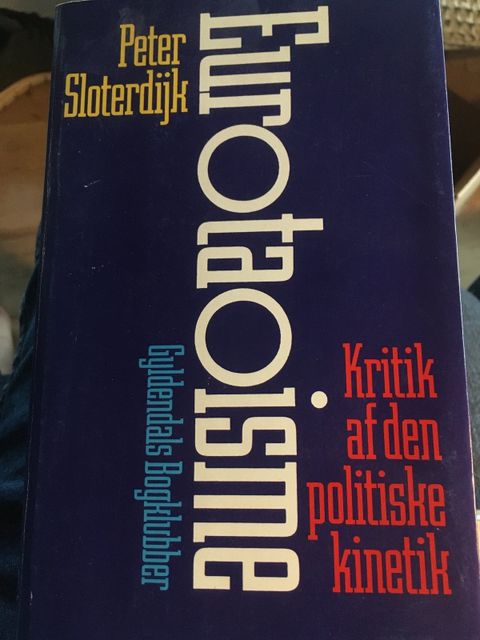 Peter
Sloterdijk
Eurotaoisme
Kritik
af den
politiske
kinetik
Gyldendals Bogklubber